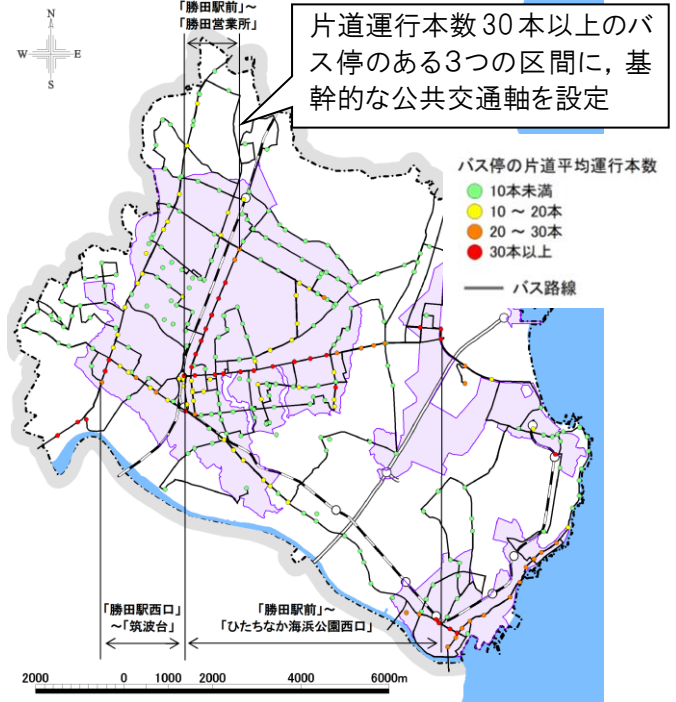 「勝田駅前」～
「勝田営業所」
片道運行本数30本以上のバ
ス停のある3つの区間に，基
幹的な公共交通軸を設定
N
W
E
S
バス停の片道平均運行本数
10本未満
10 ～ 20本
20 ～ 30本
30本以上
バス路線
「勝田駅西口」
～「筑波台」
「勝田駅前」～
「ひたちなか海浜公園西口」
2000 0 1000 2000 4000 6000m